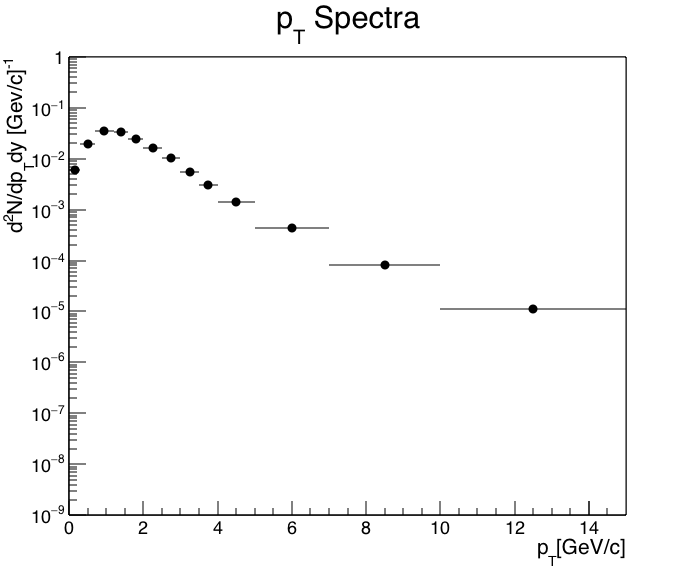 p_T Spectra
d²N/dp_Tdy [Gev/c]⁻¹
1
10⁻¹
10⁻²
10⁻³
10⁻⁴
10⁻⁵
10⁻⁶
10⁻⁷
10⁻⁸
10⁻⁹
0 2 4 6 8 10 12 14
p_T[GeV/c]